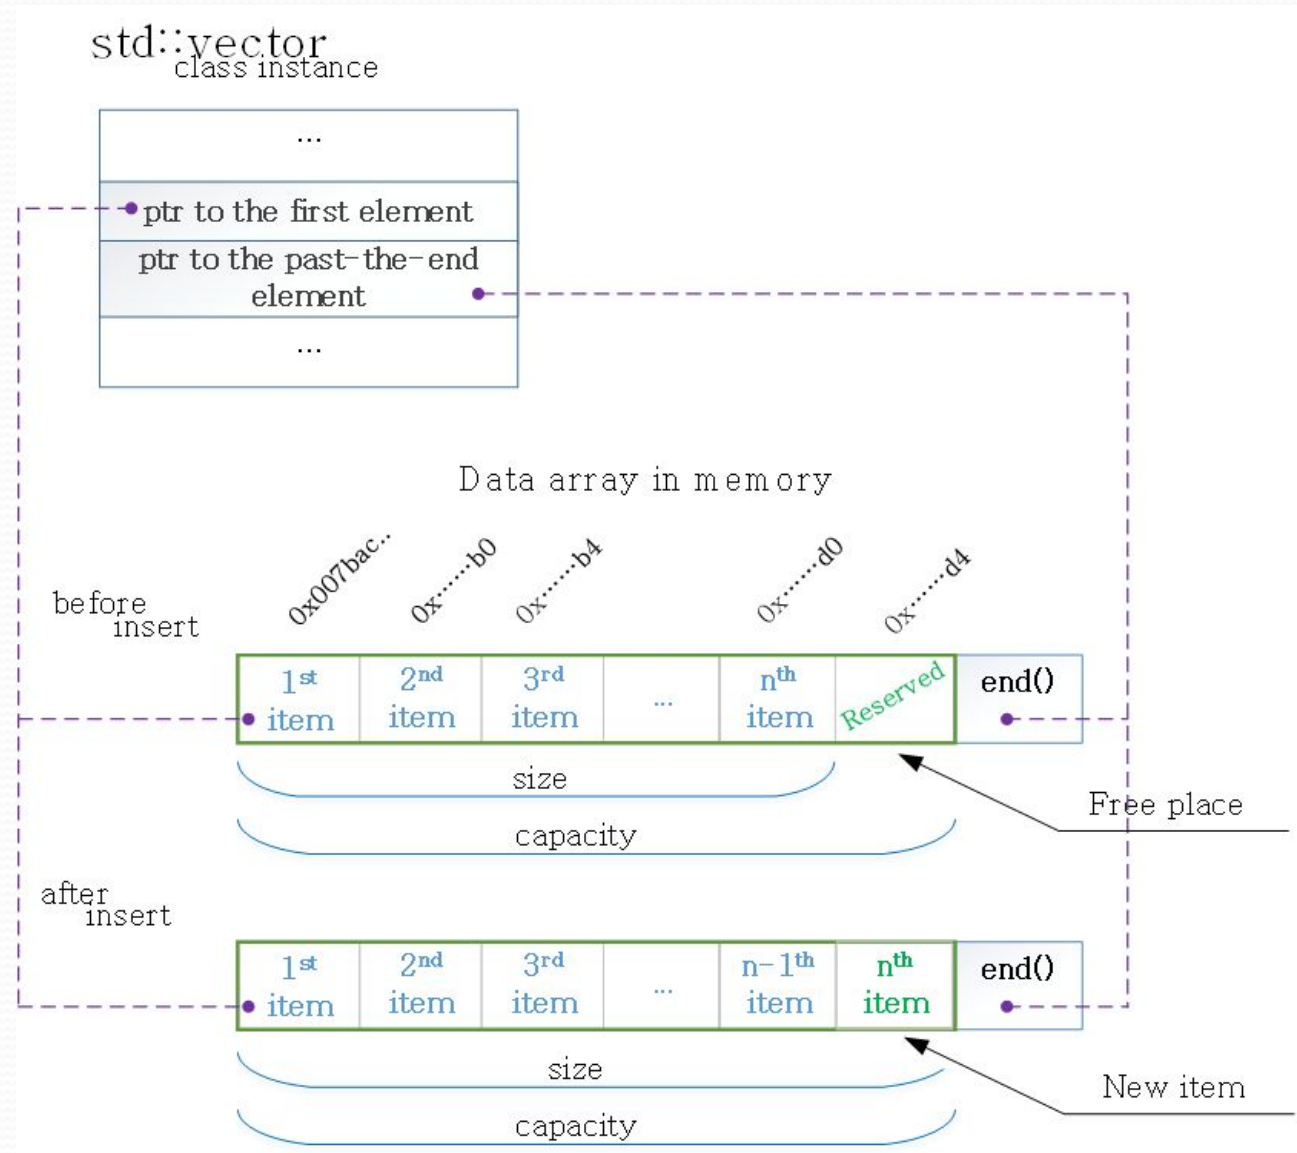 std::vector
class instance
...
ptr to the first element
ptr to the past-the-end
element
...
Data array in memory
before
insert
0x007bac..
0x······b0
0x······b4
0x······d0
0x······d4
1st
item
2nd
item
3rd
item
...
nth
item
Reserved
end()
size
Free place
capacity
after
insert
1st
item
2nd
item
3rd
item
...
n-1th
item
nth
item
end()
size
New item
capacity